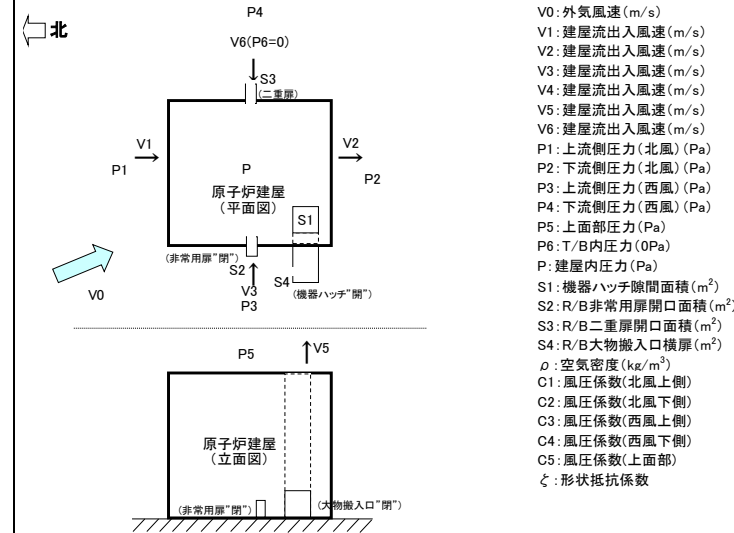 北
P4
V6(P6=0)
S3
(二重扉)
V1
P1
V2
P2
P
原子炉建屋
(平面図)
S1
(非常用扉"閉")
S2
V3
P3
S4
(機器ハッチ"開")
V0
P5
V5
原子炉建屋
(立面図)
(非常用扉"閉")
(大物搬入口"閉")
V0:外気風速(m/s)
V1:建屋流出入風速(m/s)
V2:建屋流出入風速(m/s)
V3:建屋流出入風速(m/s)
V4:建屋流出入風速(m/s)
V5:建屋流出入風速(m/s)
V6:建屋流出入風速(m/s)
P1:上流側圧力(北風)(Pa)
P2:下流側圧力(北風)(Pa)
P3:上流側圧力(西風)(Pa)
P4:下流側圧力(西風)(Pa)
P5:上面部圧力(Pa)
P6:T/B内圧力(0Pa)
P:建屋内圧力(Pa)
S1:機器ハッチ隙間面積(m²)
S2:R/B非常用扉開口面積(m²)
S3:R/B二重扉開口面積(m²)
S4:R/B大物搬入口横扉(m²)
ρ:空気密度(kg/m³)
C1:風圧係数(北風上側)
C2:風圧係数(北風下側)
C3:風圧係数(西風上側)
C4:風圧係数(西風下側)
C5:風圧係数(上面部)
ζ:形状抵抗係数